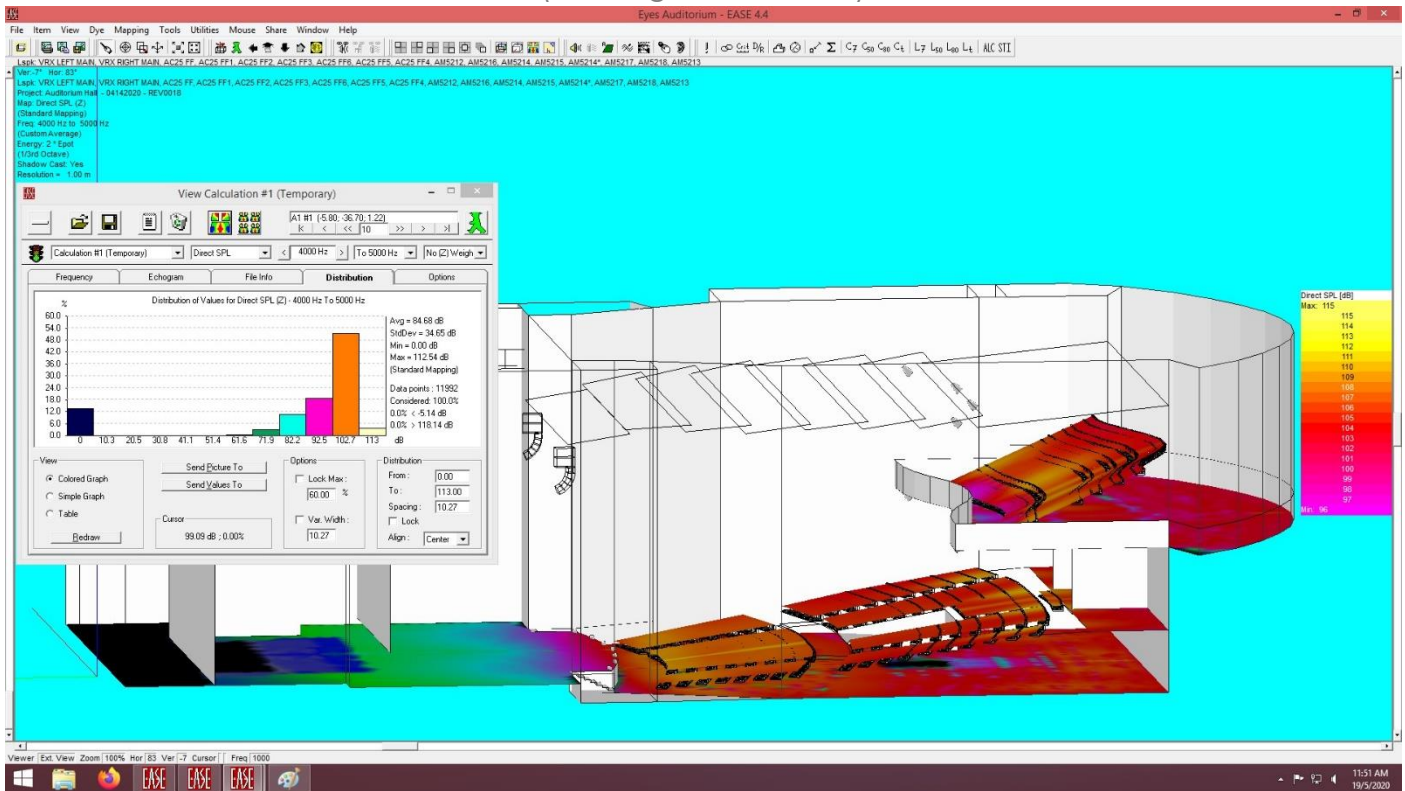 Eyes Auditorium - EASE 4.4
File Item View Dye Mapping Tools Utilities Mouse Share Window Help
C7 C50 C80 Ct L7 L50 L80 Lt ALC STI
Lspk: VRX LEFT MAIN, VRX RIGHT MAIN, AC25 FF, AC25 FF1, AC25 FF2, AC25 FF3, AC25 FF6, AC25 FF5, AC25 FF4, AM5212, AM5216, AM5214, AM5215, AM5214*, AM5217, AM5218, AM5213
Ver:-7° Hor: 83°
Lspk: VRX LEFT MAIN, VRX RIGHT MAIN, AC25 FF, AC25 FF1, AC25 FF2, AC25 FF3, AC25 FF6, AC25 FF5, AC25 FF4, AM5212, AM5216, AM5214, AM5215, AM5214*, AM5217, AM5218, AM5213
Project: Auditorium Hall - 04142020 - REV0018
Map: Direct SPL (Z)
(Standard Mapping)
Freq: 4000 Hz to 5000 Hz
(Custom Average)
Energy: 2 * Epot
(1/3rd Octave)
Shadow Cast: Yes
Resolution = 1.00 m
View Calculation #1 (Temporary)
A1 #1 (-5.80; -36.70; 1.22)
K < << 10 >> > >|
Calculation #1 (Temporary) Direct SPL < 4000 Hz > To 5000 Hz No (Z) Weigh
Frequency Echogram File Info Distribution Options
% Distribution of Values for Direct SPL (Z) - 4000 Hz To 5000 Hz
60.0
54.0
48.0
42.0
36.0
30.0
24.0
18.0
12.0
6.0
0.0
0 10.3 20.5 30.8 41.1 51.4 61.6 71.9 82.2 92.5 102.7 113 dB
Avg = 84.68 dB
StdDev = 34.65 dB
Min = 0.00 dB
Max = 112.54 dB
(Standard Mapping)
Data points : 11992
Considered: 100.0%
0.0% < -5.14 dB
0.0% > 118.14 dB
View
Colored Graph
Simple Graph
Table
Redraw
Send Picture To
Send Values To
Cursor
99.09 dB ; 0.00%
Options
Lock Max :
60.00 %
Var. Width :
10.27
Distribution
From : 0.00
To : 113.00
Spacing : 10.27
Lock
Align : Center
Direct SPL [dB]
Max: 115
115
114
113
112
111
110
109
108
107
106
105
104
103
102
101
100
99
98
97
Min: 96
Viewer Ext. View Zoom 100% Hor 83 Ver -7 Cursor Freq 1000
EASE EASE EASE
11:51 AM
19/5/2020